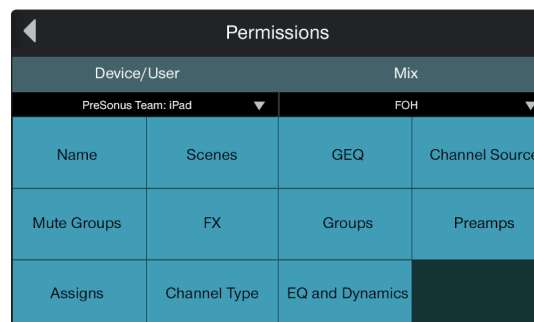 Permissions
Device/User Mix
PreSonus Team: iPad FOH
Name Scenes GEQ Channel Source
Mute Groups FX Groups Preamps
Assigns Channel Type EQ and Dynamics